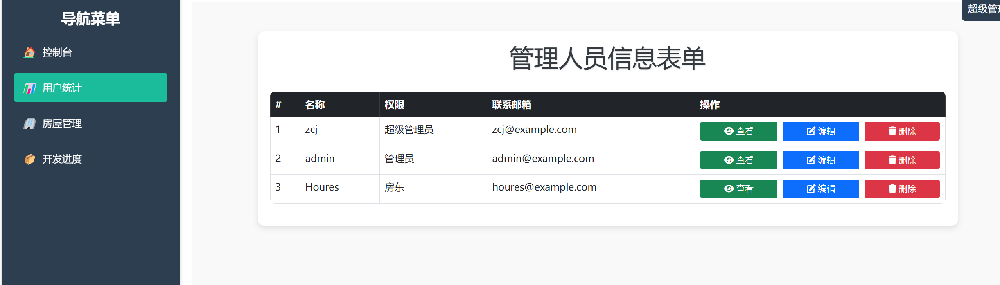 导航菜单
控制台
用户统计
房屋管理
开发进度
超级管
管理人员信息表单
# 名称 权限 联系邮箱 操作
1 zcj 超级管理员 zcj@example.com 查看 编辑 删除
2 admin 管理员 admin@example.com 查看 编辑 删除
3 Houres 房东 houres@example.com 查看 编辑 删除